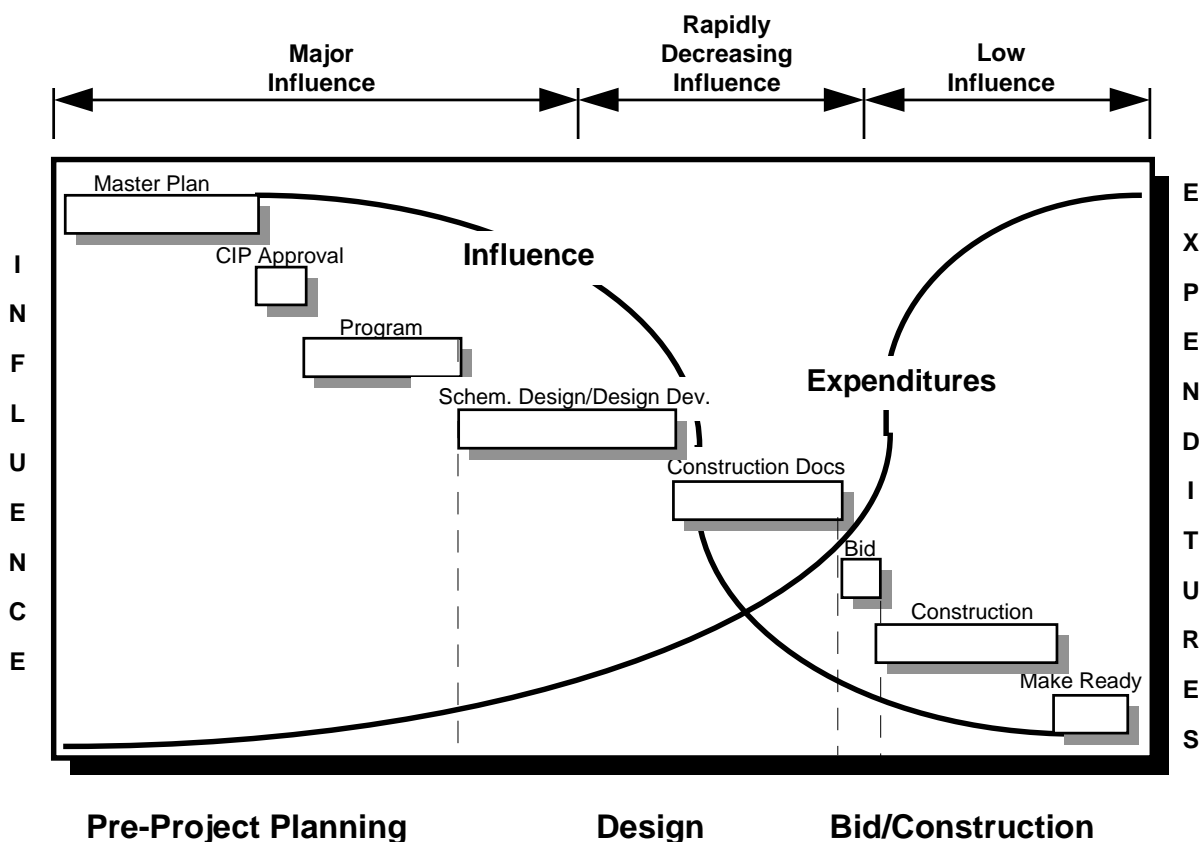 Major
Influence
Rapidly
Decreasing
Influence
Low
Influence
Master Plan
CIP Approval
Influence
Program
Expenditures
Schem. Design/Design Dev.
Construction Docs
Bid
Construction
Make Ready
INFLUENCE
EXPENDITURES
Pre-Project Planning
Design
Bid/Construction